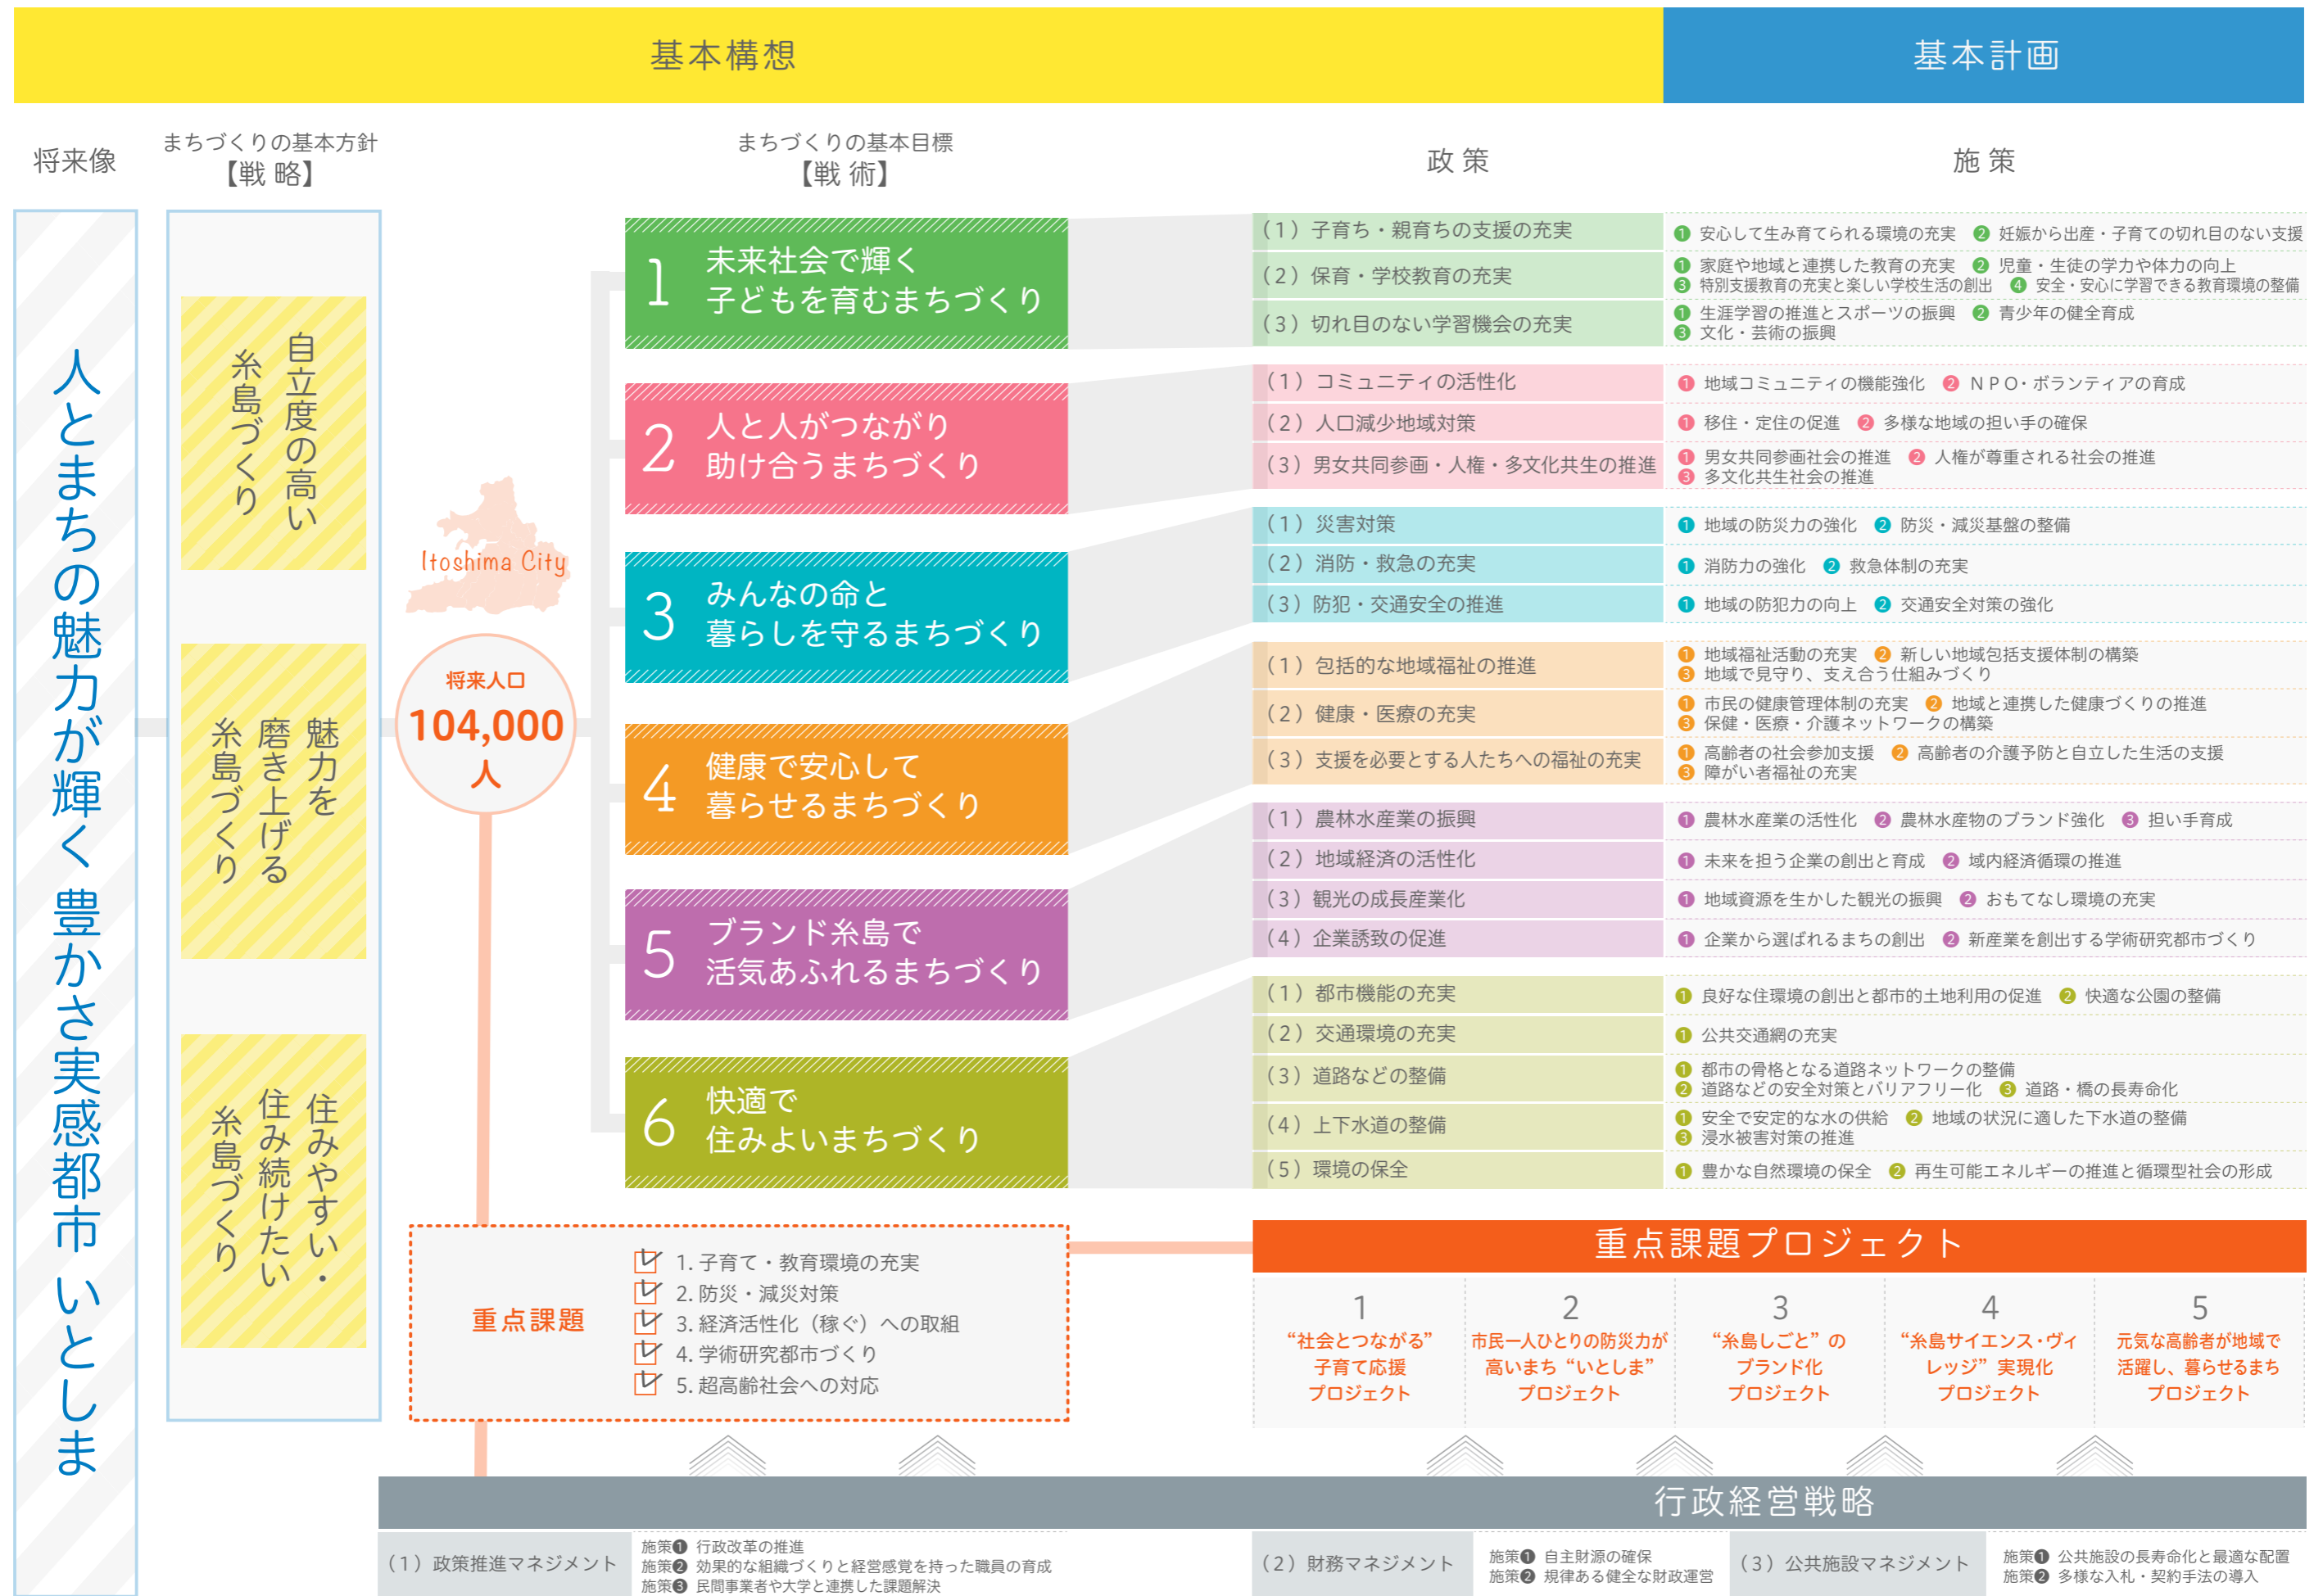 基本構想
基本計画
将来像
まちづくりの基本方針
【戦 略】
まちづくりの基本目標
【戦 術】
政 策
施 策
人とまちの魅力が輝く 豊かさ実感都市 いとしま
自立度の高い
糸島づくり
魅力を
磨き上げる
糸島づくり
住みやすい・
住み続けたい
糸島づくり
Itoshima City
将来人口
104,000
人
1
未来社会で輝く
子どもを育むまちづくり
(1)子育ち・親育ちの支援の充実
❶ 安心して生み育てられる環境の充実 ❷ 妊娠から出産・子育ての切れ目のない支援
(2)保育・学校教育の充実
❶ 家庭や地域と連携した教育の充実 ❷ 児童・生徒の学力や体力の向上
❸ 特別支援教育の充実と楽しい学校生活の創出 ❹ 安全・安心に学習できる教育環境の整備
(3)切れ目のない学習機会の充実
❶ 生涯学習の推進とスポーツの振興 ❷ 青少年の健全育成
❸ 文化・芸術の振興
2
人と人がつながり
助け合うまちづくり
(1)コミュニティの活性化
❶ 地域コミュニティの機能強化 ❷ NPO・ボランティアの育成
(2)人口減少地域対策
❶ 移住・定住の促進 ❷ 多様な地域の担い手の確保
(3)男女共同参画・人権・多文化共生の推進
❶ 男女共同参画社会の推進 ❷ 人権が尊重される社会の推進
❸ 多文化共生社会の推進
3
みんなの命と
暮らしを守るまちづくり
(1)災害対策
❶ 地域の防災力の強化 ❷ 防災・減災基盤の整備
(2)消防・救急の充実
❶ 消防力の強化 ❷ 救急体制の充実
(3)防犯・交通安全の推進
❶ 地域の防犯力の向上 ❷ 交通安全対策の強化
4
健康で安心して
暮らせるまちづくり
(1)包括的な地域福祉の推進
❶ 地域福祉活動の充実 ❷ 新しい地域包括支援体制の構築
❸ 地域で見守り、支え合う仕組みづくり
(2)健康・医療の充実
❶ 市民の健康管理体制の充実 ❷ 地域と連携した健康づくりの推進
❸ 保健・医療・介護ネットワークの構築
(3)支援を必要とする人たちへの福祉の充実
❶ 高齢者の社会参加支援 ❷ 高齢者の介護予防と自立した生活の支援
❸ 障がい者福祉の充実
5
ブランド糸島で
活気あふれるまちづくり
(1)農林水産業の振興
❶ 農林水産業の活性化 ❷ 農林水産物のブランド強化 ❸ 担い手育成
(2)地域経済の活性化
❶ 未来を担う企業の創出と育成 ❷ 域内経済循環の推進
(3)観光の成長産業化
❶ 地域資源を生かした観光の振興 ❷ おもてなし環境の充実
(4)企業誘致の促進
❶ 企業から選ばれるまちの創出 ❷ 新産業を創出する学術研究都市づくり
6
快適で
住みよいまちづくり
(1)都市機能の充実
❶ 良好な住環境の創出と都市的土地利用の促進 ❷ 快適な公園の整備
(2)交通環境の充実
❶ 公共交通網の充実
(3)道路などの整備
❶ 都市の骨格となる道路ネットワークの整備
❷ 道路などの安全対策とバリアフリー化 ❸ 道路・橋の長寿命化
(4)上下水道の整備
❶ 安全で安定的な水の供給 ❷ 地域の状況に適した下水道の整備
❸ 浸水被害対策の推進
(5)環境の保全
❶ 豊かな自然環境の保全 ❷ 再生可能エネルギーの推進と循環型社会の形成
重点課題
1. 子育て・教育環境の充実
2. 防災・減災対策
3. 経済活性化(稼ぐ)への取組
4. 学術研究都市づくり
5. 超高齢社会への対応
重点課題プロジェクト
1
“社会とつながる”
子育て応援
プロジェクト
2
市民一人ひとりの防災力が
高いまち “いとしま”
プロジェクト
3
“糸島しごと” の
ブランド化
プロジェクト
4
“糸島サイエンス・ヴィ
レッジ” 実現化
プロジェクト
5
元気な高齢者が地域で
活躍し、暮らせるまち
プロジェクト
行政経営戦略
(1)政策推進マネジメント
施策❶ 行政改革の推進
施策❷ 効果的な組織づくりと経営感覚を持った職員の育成
施策❸ 民間事業者や大学と連携した課題解決
(2)財務マネジメント
施策❶ 自主財源の確保
施策❷ 規律ある健全な財政運営
(3)公共施設マネジメント
施策❶ 公共施設の長寿命化と最適な配置
施策❷ 多様な入札・契約手法の導入